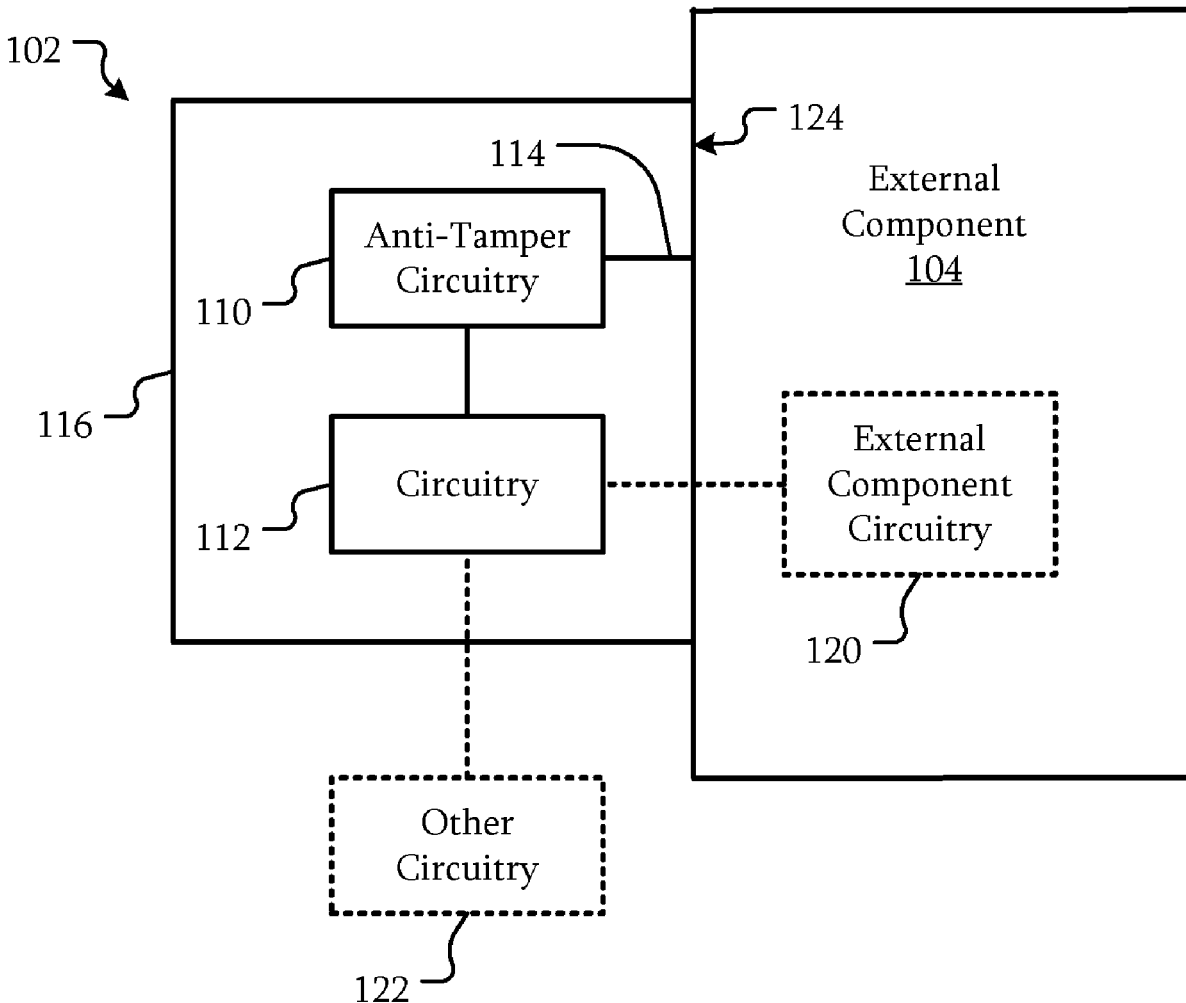 102
124
114
External
Component
104
Anti-Tamper
Circuitry
110
116
External
Component
Circuitry
Circuitry
112
120
Other
Circuitry
122